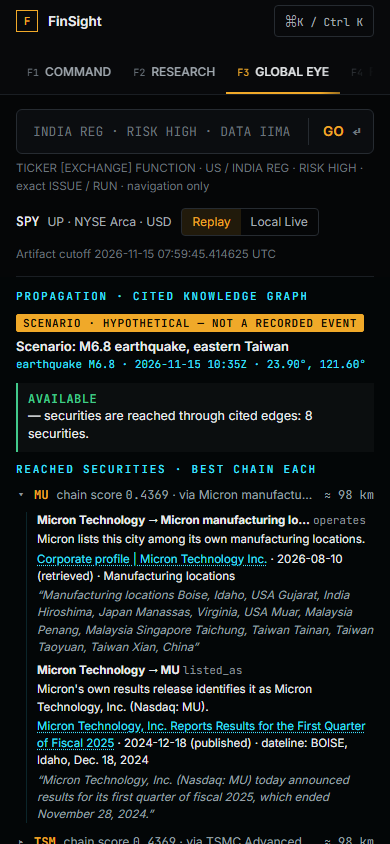 F FinSight ⌘K / Ctrl K
F1 COMMAND F2 RESEARCH F3 GLOBAL EYE F4
INDIA REG · RISK HIGH · DATA IIMA GO ⏎
TICKER [EXCHANGE] FUNCTION · US / INDIA REG · RISK HIGH ·
exact ISSUE / RUN · navigation only
SPY UP · NYSE Arca · USD Replay Local Live
Artifact cutoff 2026-11-15 07:59:45.414625 UTC
PROPAGATION · CITED KNOWLEDGE GRAPH
SCENARIO · HYPOTHETICAL — NOT A RECORDED EVENT
Scenario: M6.8 earthquake, eastern Taiwan
earthquake M6.8 · 2026-11-15 10:35Z · 23.90°, 121.60°
AVAILABLE
— securities are reached through cited edges: 8
securities.
REACHED SECURITIES · BEST CHAIN EACH
▾ MU chain score 0.4369 · via Micron manufactu... ≈ 98 km
Micron Technology → Micron manufacturing lo... operates
Micron lists this city among its own manufacturing locations.
Corporate profile | Micron Technology Inc. · 2026-08-10
(retrieved) · Manufacturing locations
“Manufacturing locations Boise, Idaho, USA Gujarat, India
Hiroshima, Japan Manassas, Virginia, USA Muar, Malaysia
Penang, Malaysia Singapore Taichung, Taiwan Tainan, Taiwan
Taoyuan, Taiwan Xian, China”
Micron Technology → MU listed_as
Micron's own results release identifies it as Micron
Technology, Inc. (Nasdaq: MU).
Micron Technology, Inc. Reports Results for the First Quarter
of Fiscal 2025 · 2024-12-18 (published) · dateline: BOISE,
Idaho, Dec. 18, 2024
“Micron Technology, Inc. (Nasdaq: MU) today announced
results for its first quarter of fiscal 2025, which ended
November 28, 2024.”
▸ TSM chain score 0.4369 · via TSMC Advanced... ≈ 98 km